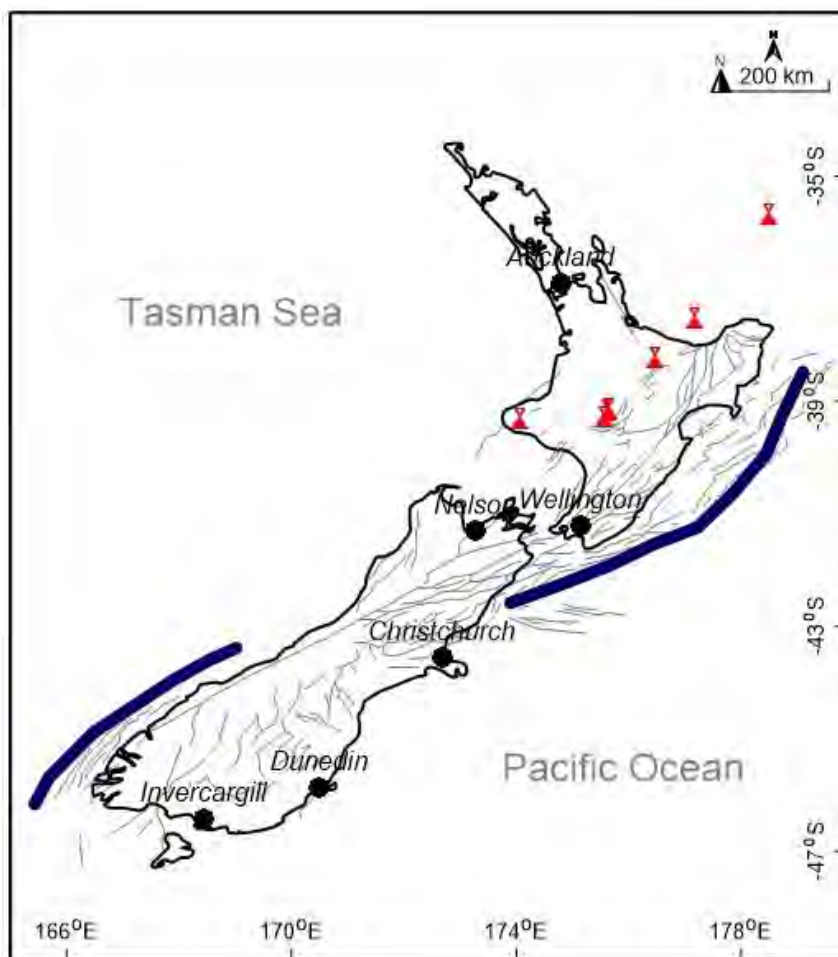 N
N
200 km
-35°S
Auckland
Tasman Sea
-39°S
Nelson
Wellington
-43°S
Christchurch
Dunedin
Pacific Ocean
Invercargill
-47°S
166°E
170°E
174°E
178°E